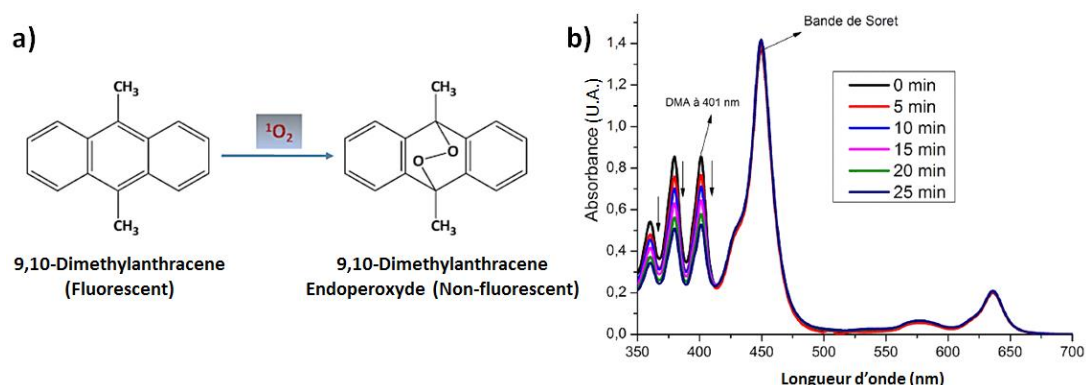 a)
CH₃
CH₃
¹O₂
CH₃
O
O
CH₃
9,10-Dimethylanthracene
(Fluorescent)
9,10-Dimethylanthracene
Endoperoxyde (Non-fluorescent)
b)
Bande de Soret
DMA à 401 nm
0 min
5 min
10 min
15 min
20 min
25 min
Absorbance (U.A.)
1,4
1,2
1,0
0,8
0,6
0,4
0,2
0,0
350 400 450 500 550 600 650 700
Longueur d'onde (nm)